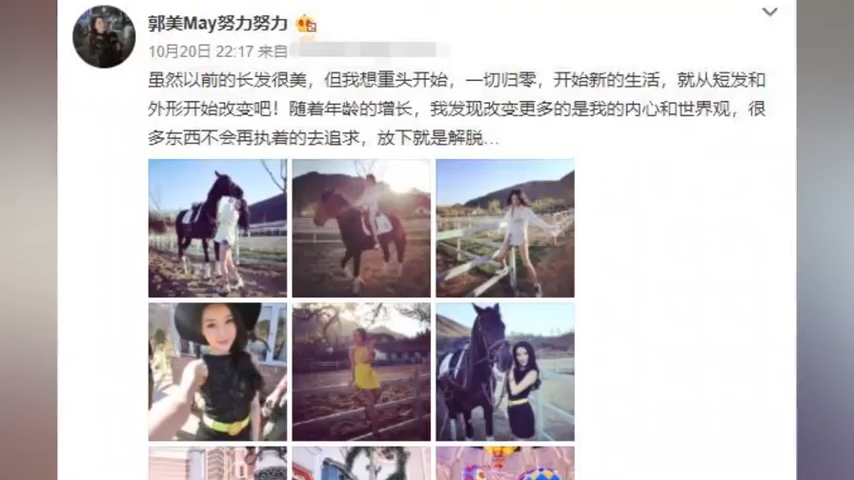 郭美May努力努力
10月20日 22:17 来自
虽然以前的长发很美，但我想重头开始，一切归零，开始新的生活，就从短发和
外形开始改变吧！随着年龄的增长，我发现改变更多的是我的内心和世界观，很
多东西不会再执着的去追求，放下就是解脱...